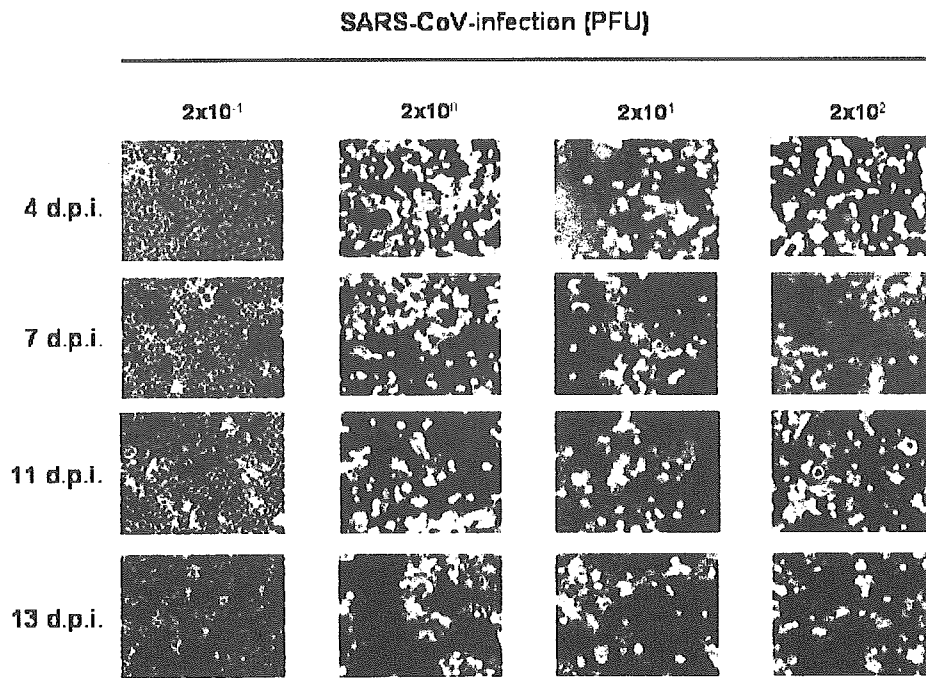 SARS-CoV-infection (PFU)
2x10⁻¹ 2x10⁰ 2x10¹ 2x10²
4 d.p.i.
7 d.p.i.
11 d.p.i.
13 d.p.i.